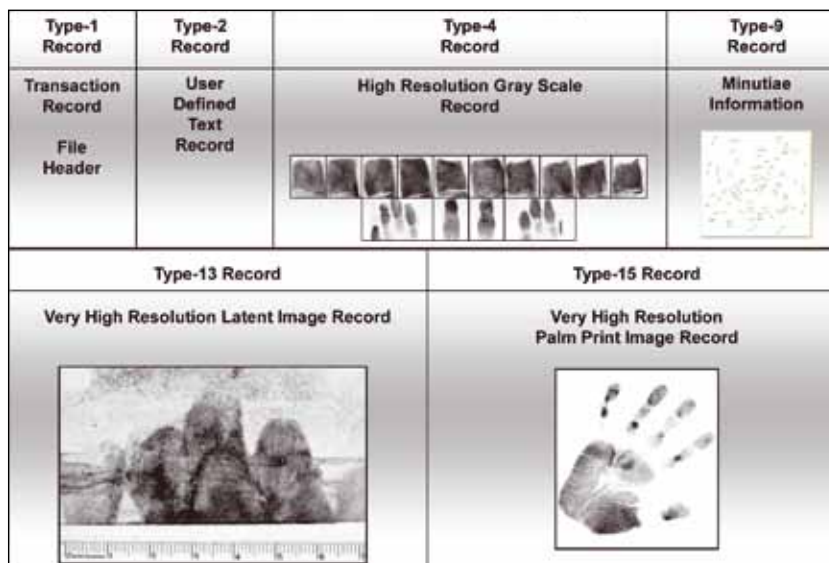 Type-1
Record
Type-2
Record
Type-4
Record
Type-9
Record
Transaction
Record
File
Header
User
Defined
Text
Record
High Resolution Gray Scale
Record
Minutiae
Information
Type-13 Record
Type-15 Record
Very High Resolution Latent Image Record
Very High Resolution
Palm Print Image Record